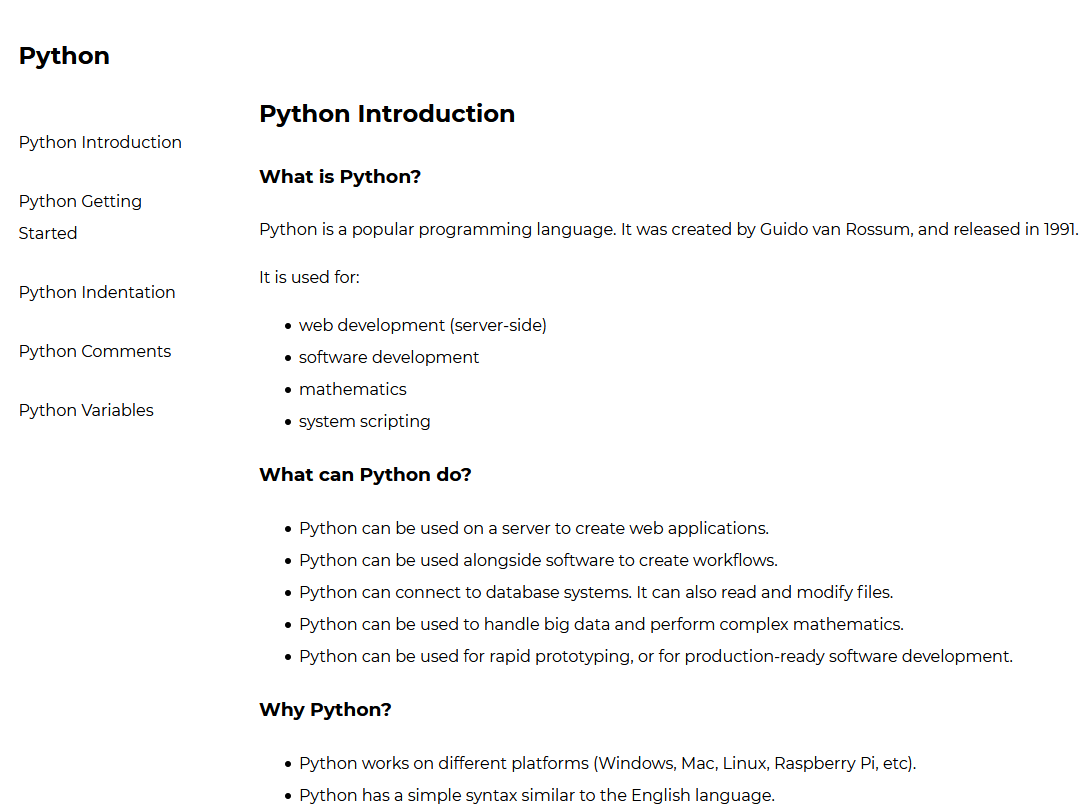 Python
Python Introduction
Python Getting
Started
Python Indentation
Python Comments
Python Variables
Python Introduction
What is Python?
Python is a popular programming language. It was created by Guido van Rossum, and released in 1991.
It is used for:
• web development (server-side)
• software development
• mathematics
• system scripting
What can Python do?
• Python can be used on a server to create web applications.
• Python can be used alongside software to create workflows.
• Python can connect to database systems. It can also read and modify files.
• Python can be used to handle big data and perform complex mathematics.
• Python can be used for rapid prototyping, or for production-ready software development.
Why Python?
• Python works on different platforms (Windows, Mac, Linux, Raspberry Pi, etc).
• Python has a simple syntax similar to the English language.